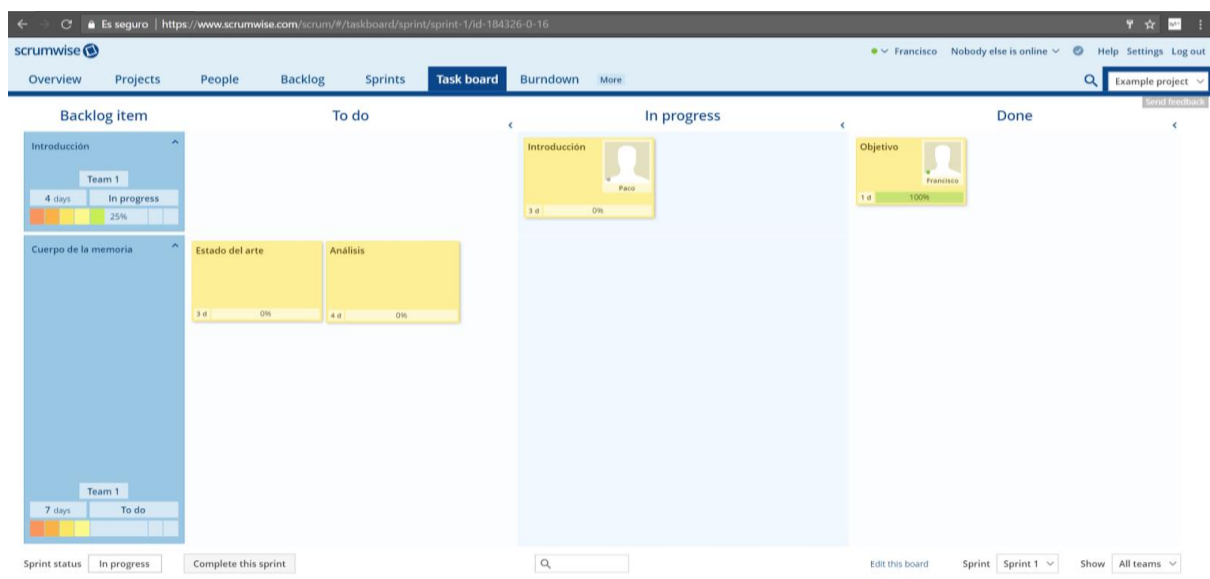 Es seguro | https://www.scrumwise.com/scrum/#/taskboard/sprint/sprint-1/id-184326-0-16
scrumwise
Francisco Nobody else is online Help Settings Log out
Overview Projects People Backlog Sprints Task board Burndown More Example project
Send feedback
Backlog item To do In progress Done
Introducción
Team 1
4 days In progress
25%
Introducción
Paco
3 d 0%
Objetivo
Francisco
1 d 100%
Cuerpo de la memoria
Team 1
7 days To do
Estado del arte
3 d 0%
Análisis
4 d 0%
Sprint status In progress Complete this sprint Edit this board Sprint Sprint 1 Show All teams